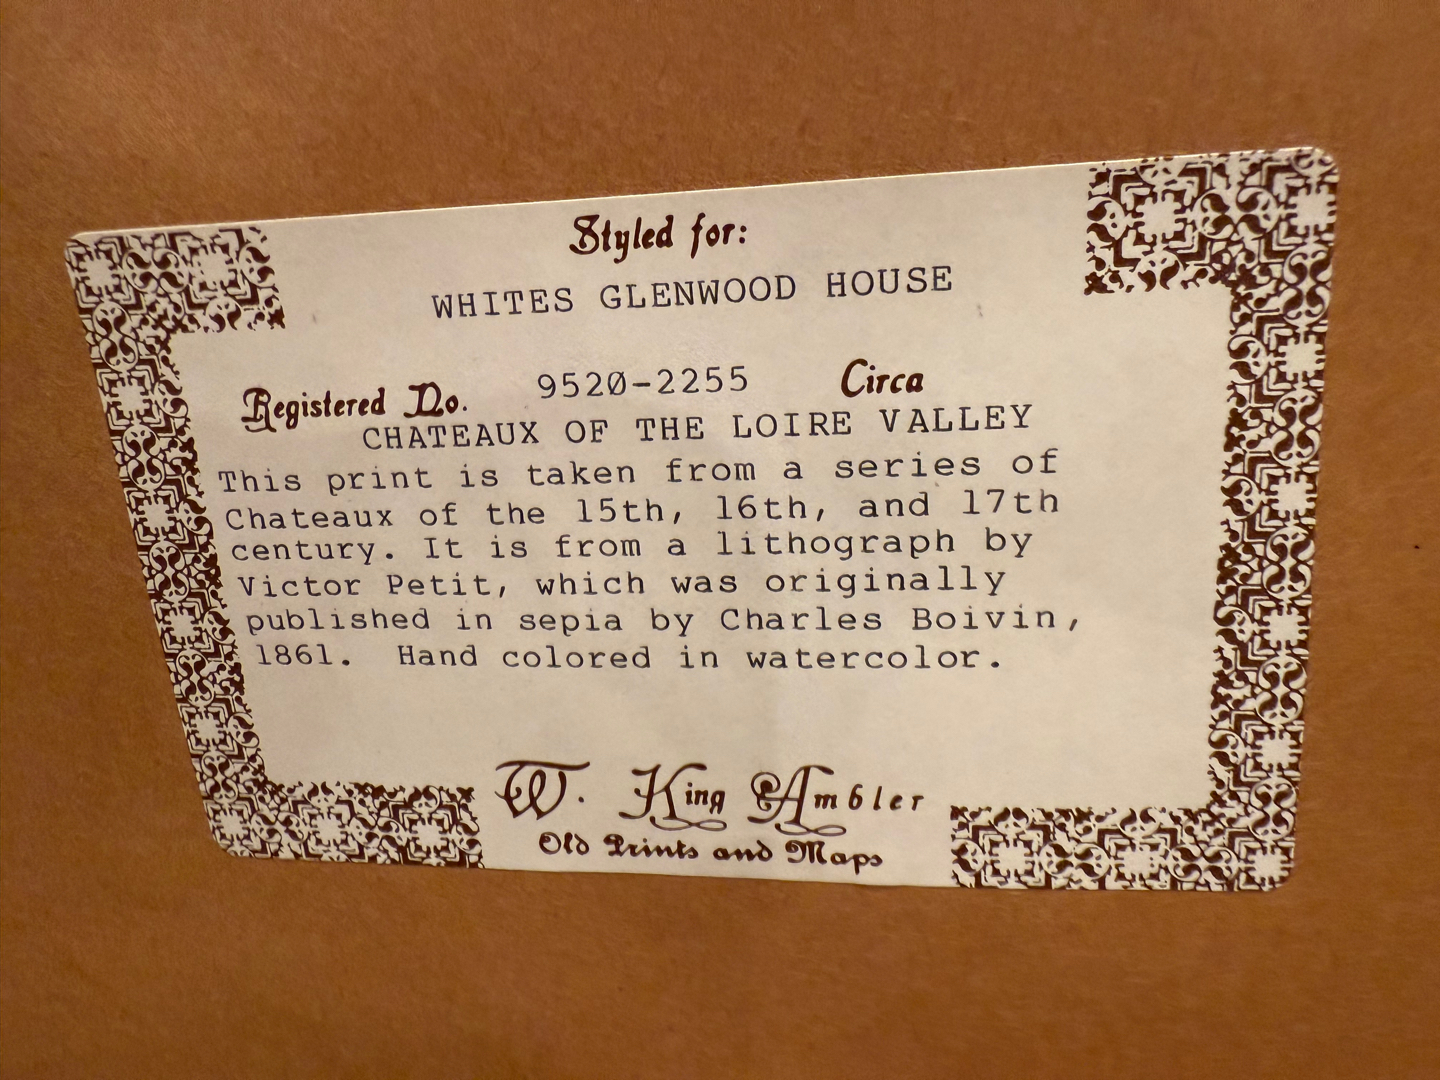 Styled for:
WHITES GLENWOOD HOUSE
Registered No. 9520-2255 Circa
CHATEAUX OF THE LOIRE VALLEY
This print is taken from a series of
Chateaux of the 15th, 16th, and 17th
century. It is from a lithograph by
Victor Petit, which was originally
published in sepia by Charles Boivin,
1861. Hand colored in watercolor.
W. King Ambler
Old Prints and Maps